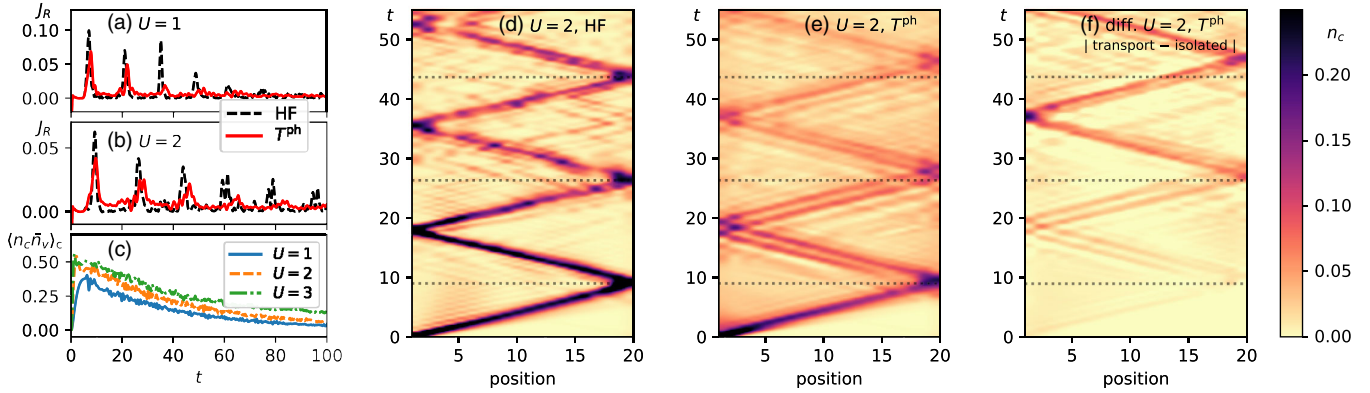 J_R
(a) U = 1
0.10
0.05
0.00
HF
T^ph
J_R
(b) U = 2
0.05
0.00
⟨n_c n̄_v⟩_c
(c)
0.50
0.25
0.00
U = 1
U = 2
U = 3
0 20 40 60 80 100
t
t
(d) U = 2, HF
50
40
30
20
10
0
5 10 15 20
position
t
(e) U = 2, T^ph
50
40
30
20
10
0
5 10 15 20
position
t
(f) diff. U = 2, T^ph
| transport − isolated |
50
40
30
20
10
0
5 10 15 20
position
n_c
0.20
0.15
0.10
0.05
0.00